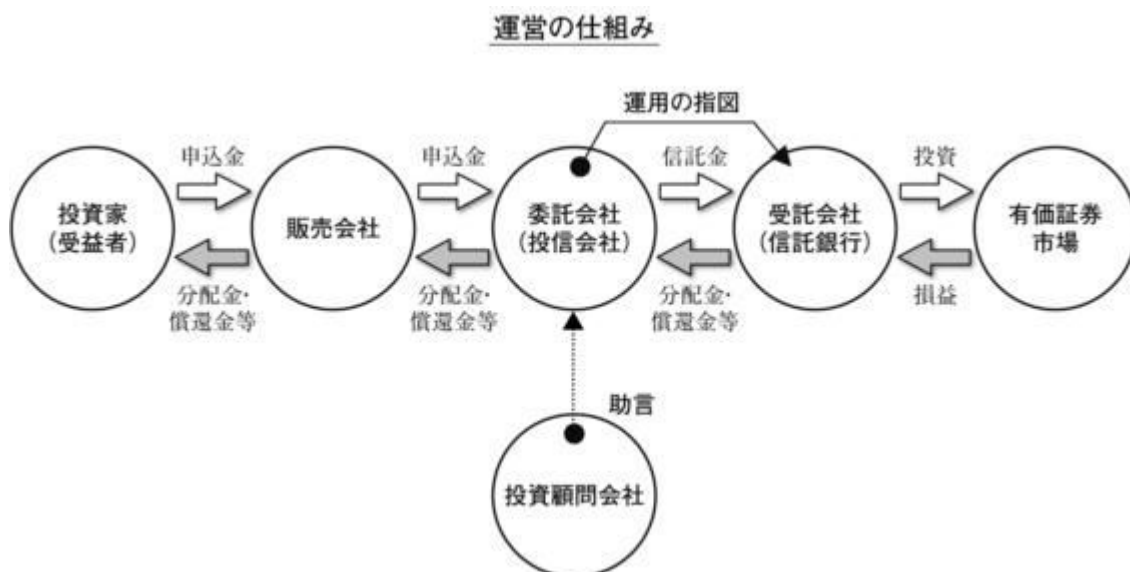 運営の仕組み
運用の指図
申込金
申込金
信託金
投資
投資家
(受益者)
販売会社
委託会社
(投信会社)
受託会社
(信託銀行)
有価証券
市場
分配金・
償還金等
分配金・
償還金等
分配金・
償還金等
損益
助言
投資顧問会社